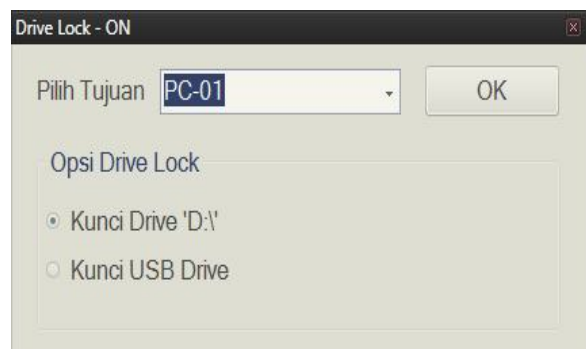 Drive Lock - ON
Pilih Tujuan PC-01 OK
Opsi Drive Lock
Kunci Drive 'D:\'
Kunci USB Drive